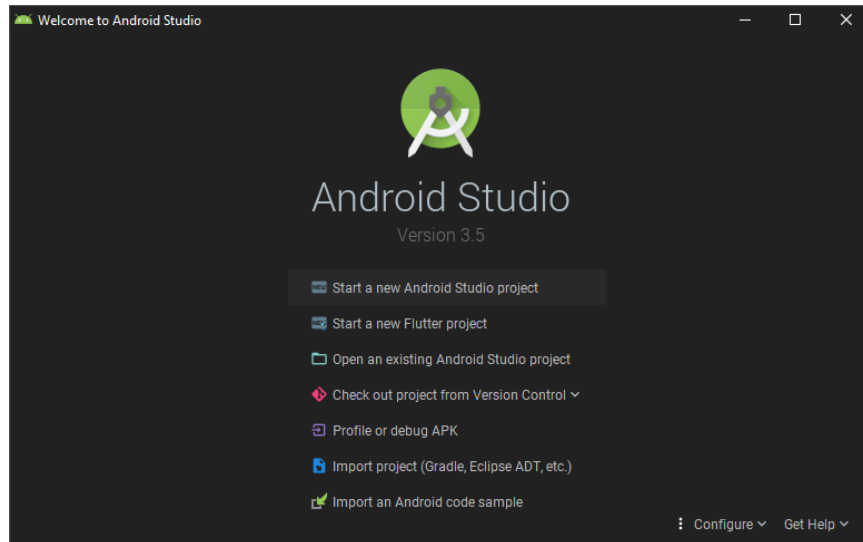 Welcome to Android Studio
Android Studio
Version 3.5
Start a new Android Studio project
Start a new Flutter project
Open an existing Android Studio project
Check out project from Version Control
Profile or debug APK
Import project (Gradle, Eclipse ADT, etc.)
Import an Android code sample
Configure Get Help